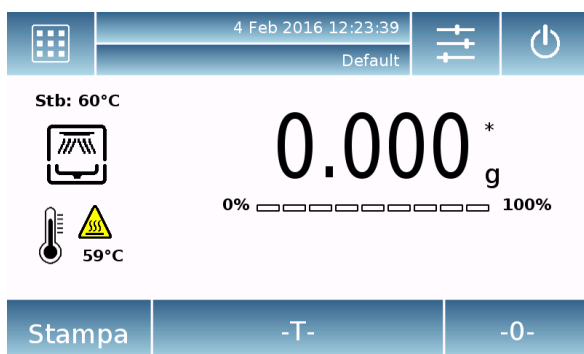 4 Feb 2016 12:23:39
Default
Stb: 60°C
0.000 * g
0% 100%
59°C
Stampa -T- -0-